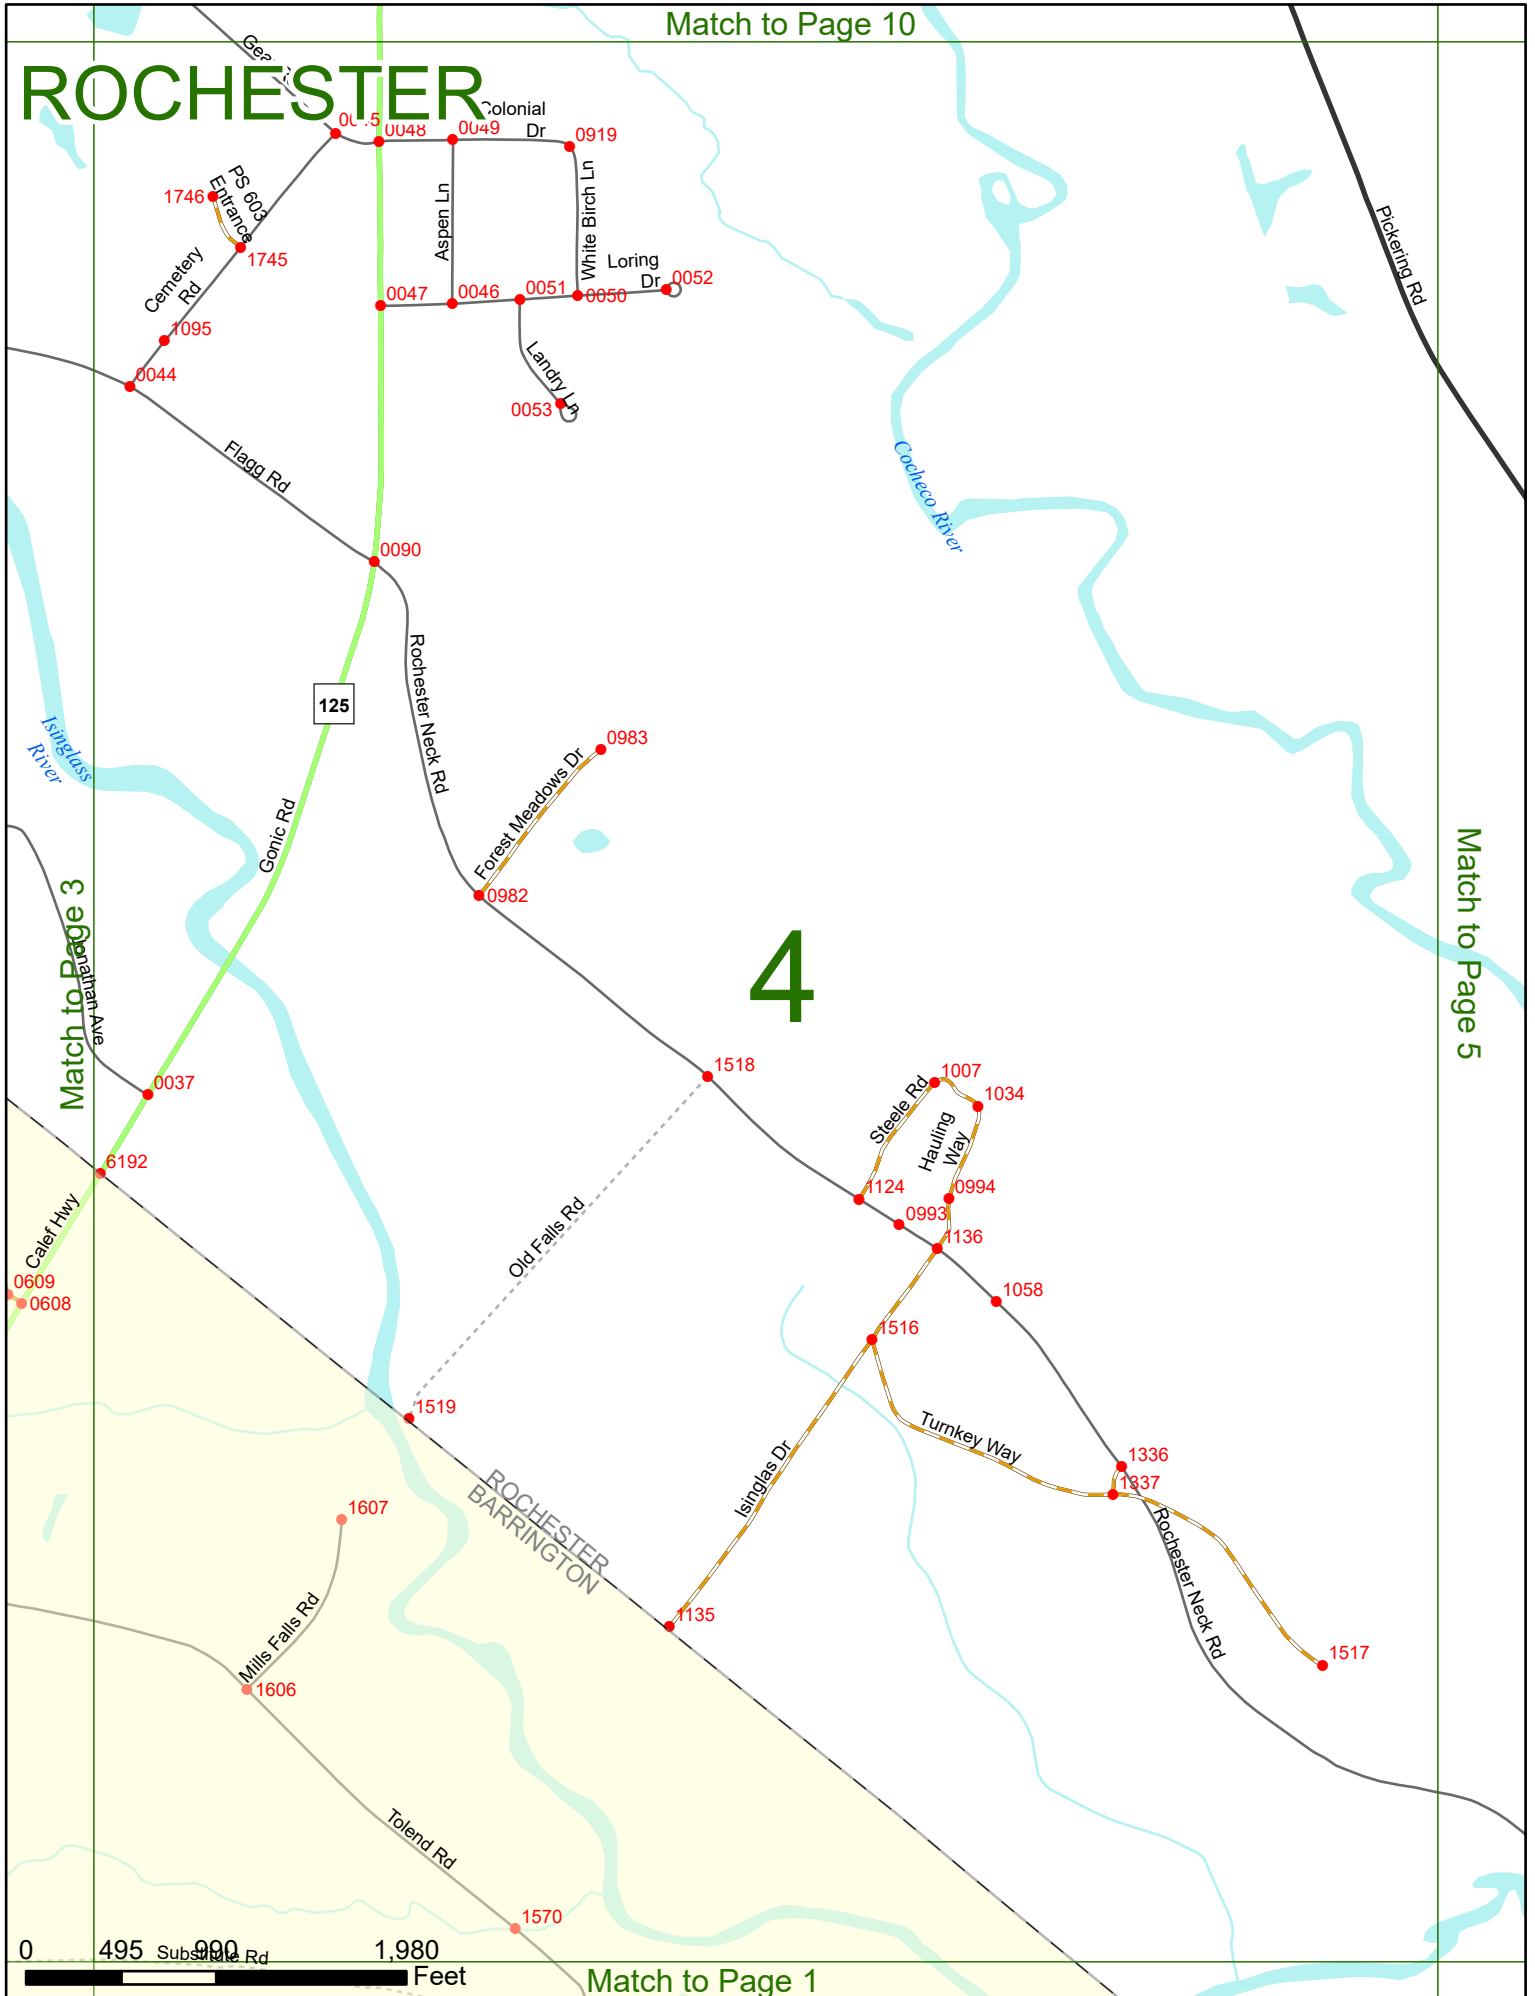 Match to Page 10
ROCHESTER
Colonial
Dr
0048
0049
0919
1746
PS 603
Entrance
1745
Aspen Ln
White Birch Ln
Loring
Dr
0052
Cemetery
Rd
Pickering Rd
0047
0046
0051
0050
1095
0044
Landry Ln
0053
Flagg Rd
Cocheco River
0090
Rochester Neck Rd
125
Isinglass
River
0983
Forest Meadows Dr
Gonic Rd
0982
Match to Page 3
Match to Page 5
4
Jonathan Ave
0037
1518
1007
1034
Steele Rd
Hauling
Way
6192
1124
0994
0993
1136
Calef Hwy
Old Falls Rd
0609
0608
1058
1516
1519
Turnkey Way
Isinglas Dr
1336
1337
ROCHESTER
BARRINGTON
1607
Rochester Neck Rd
1135
Mills Falls Rd
1517
1606
Tolend Rd
1570
0 495 990 1,980
Substitute Rd
Feet
Match to Page 1